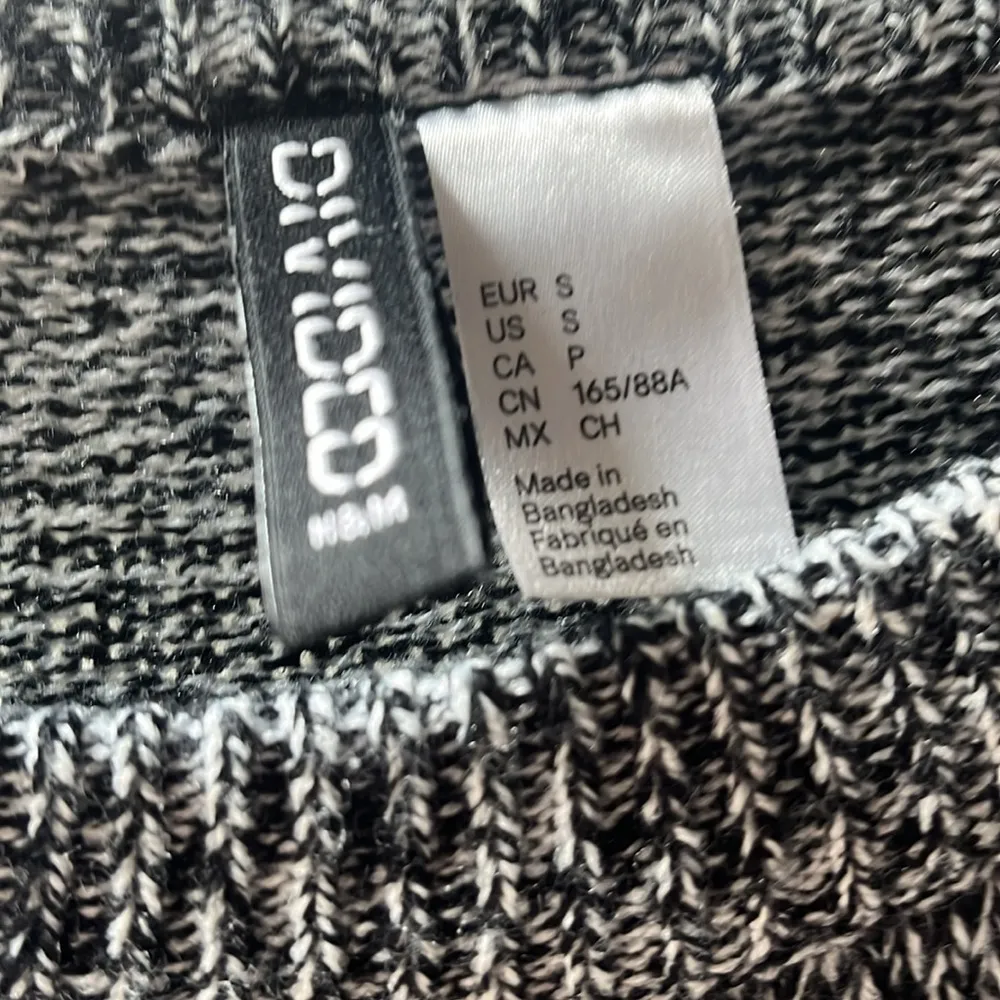 DIVIDED
H&M
EUR S
US S
CA P
CN 165/88A
MX CH
Made in
Bangladesh
Fabriqué en
Bangladesh